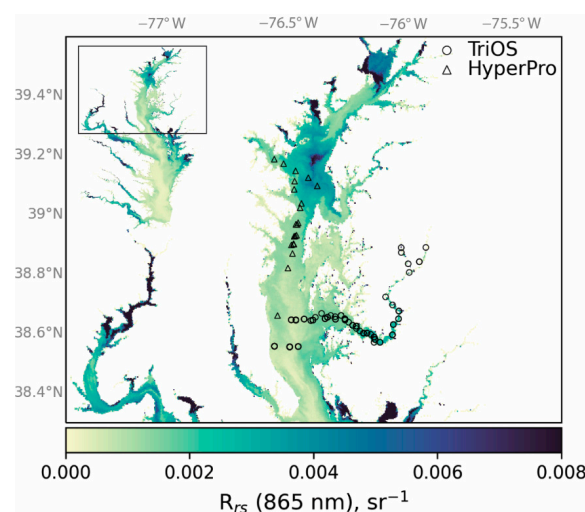 −77°W −76.5°W −76°W −75.5°W
TriOS
HyperPro
39.4°N
39.2°N
39°N
38.8°N
38.6°N
38.4°N
0.000 0.002 0.004 0.006 0.008
Rrs (865 nm), sr−1